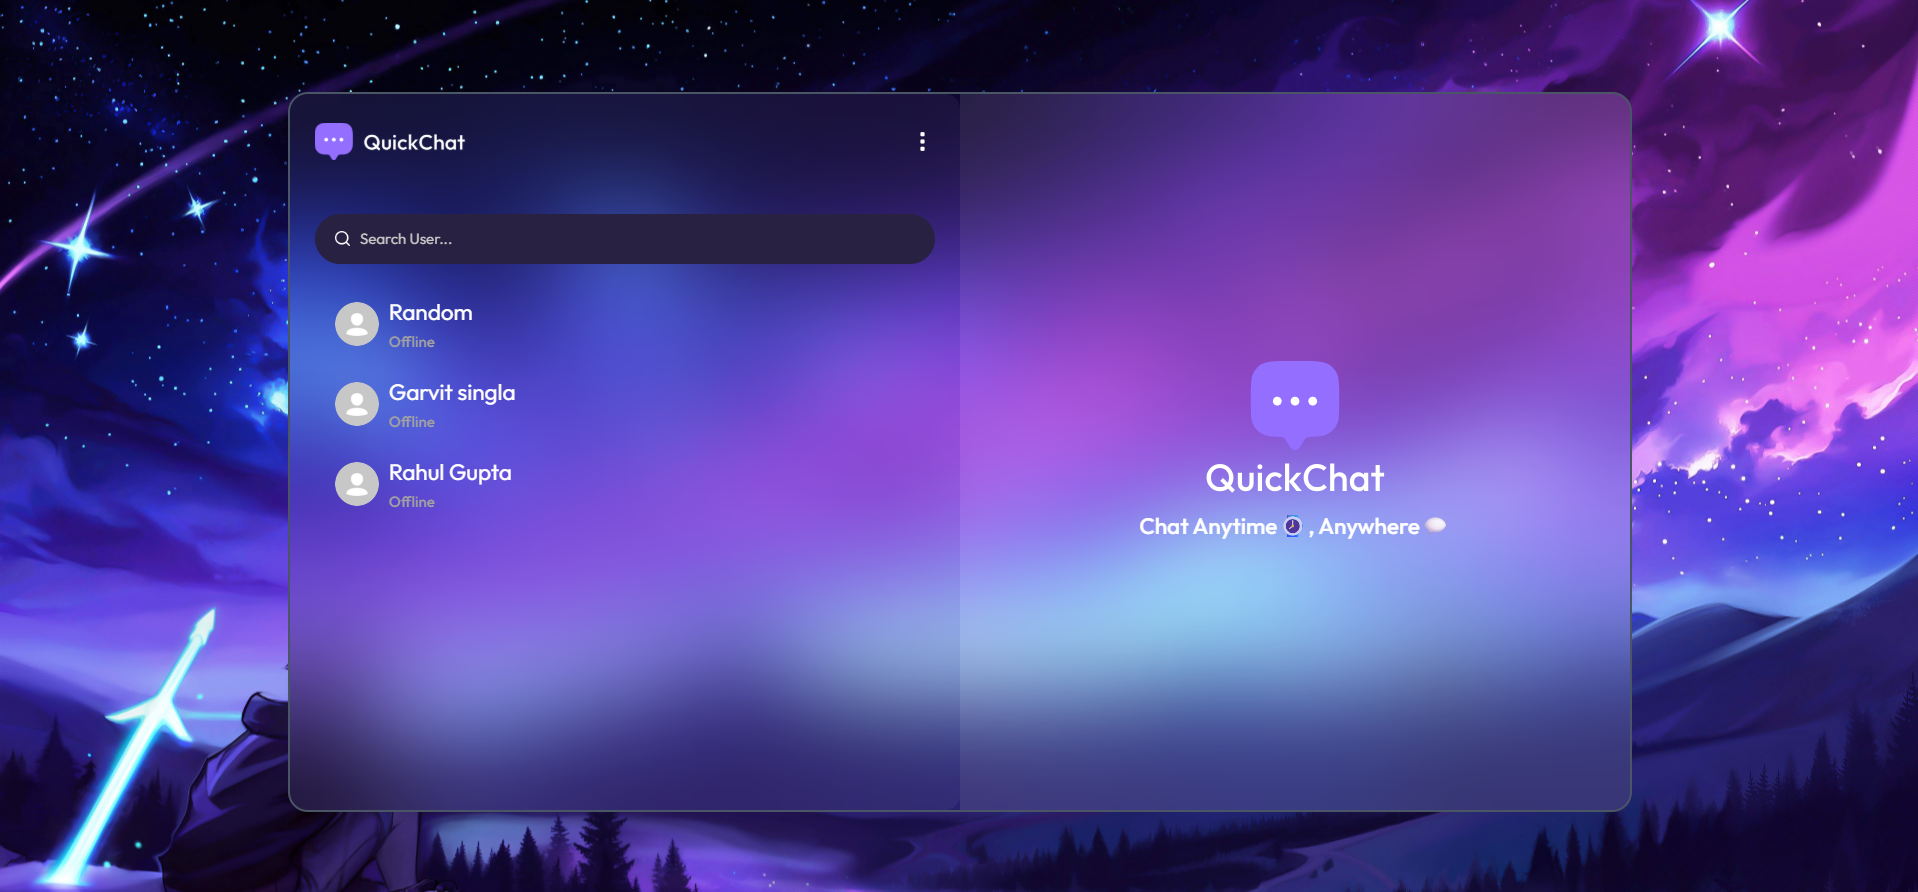 QuickChat
Search User...
Random
Offline
Garvit singla
Offline
Rahul Gupta
Offline
QuickChat
Chat Anytime , Anywhere